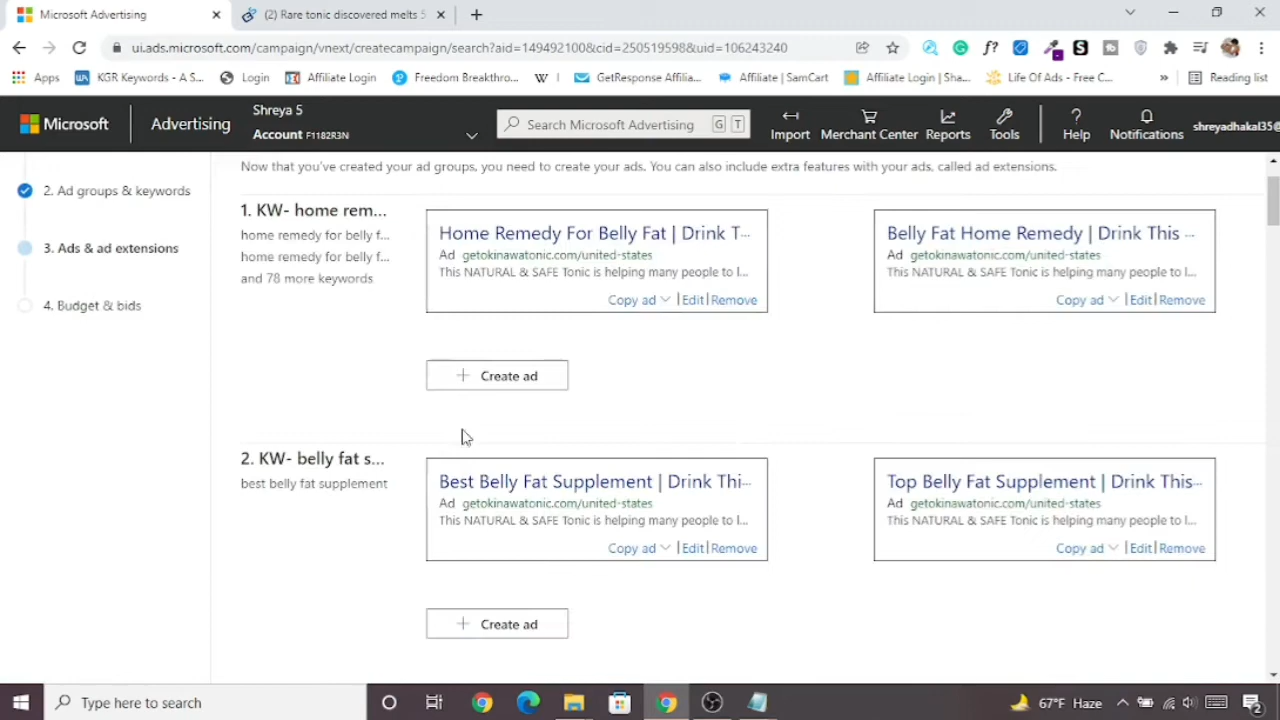 Microsoft Advertising
(2) Rare tonic discovered melts 5
ui.ads.microsoft.com/campaign/vnext/createcampaign/search?aid=149492100&cid=250519598&uid=106243240
Apps
KGR Keywords - A S...
Login
Affiliate Login
Freedom Breakthro...
W
GetResponse Affilia...
Affiliate | SamCart
Affiliate Login | Sha...
Life Of Ads - Free C...
»
Reading list
Microsoft
Advertising
Shreya 5
Account F1182R3N
Search Microsoft Advertising G T
Import
Merchant Center
Reports
Tools
Help
Notifications
shreyadhakal35@
Now that you've created your ad groups, you need to create your ads. You can also include extra features with your ads, called ad extensions.
2. Ad groups & keywords
3. Ads & ad extensions
4. Budget & bids
1. KW- home rem...
home remedy for belly f...
home remedy for belly f...
and 78 more keywords
Home Remedy For Belly Fat | Drink T...
Ad getokinawatonic.com/united-states
This NATURAL & SAFE Tonic is helping many people to l...
Copy ad | Edit | Remove
Belly Fat Home Remedy | Drink This ...
Ad getokinawatonic.com/united-states
This NATURAL & SAFE Tonic is helping many people to l...
Copy ad | Edit | Remove
+ Create ad
2. KW- belly fat s...
best belly fat supplement
Best Belly Fat Supplement | Drink Thi...
Ad getokinawatonic.com/united-states
This NATURAL & SAFE Tonic is helping many people to l...
Copy ad | Edit | Remove
Top Belly Fat Supplement | Drink This...
Ad getokinawatonic.com/united-states
This NATURAL & SAFE Tonic is helping many people to l...
Copy ad | Edit | Remove
+ Create ad
Type here to search
67°F Haze
2